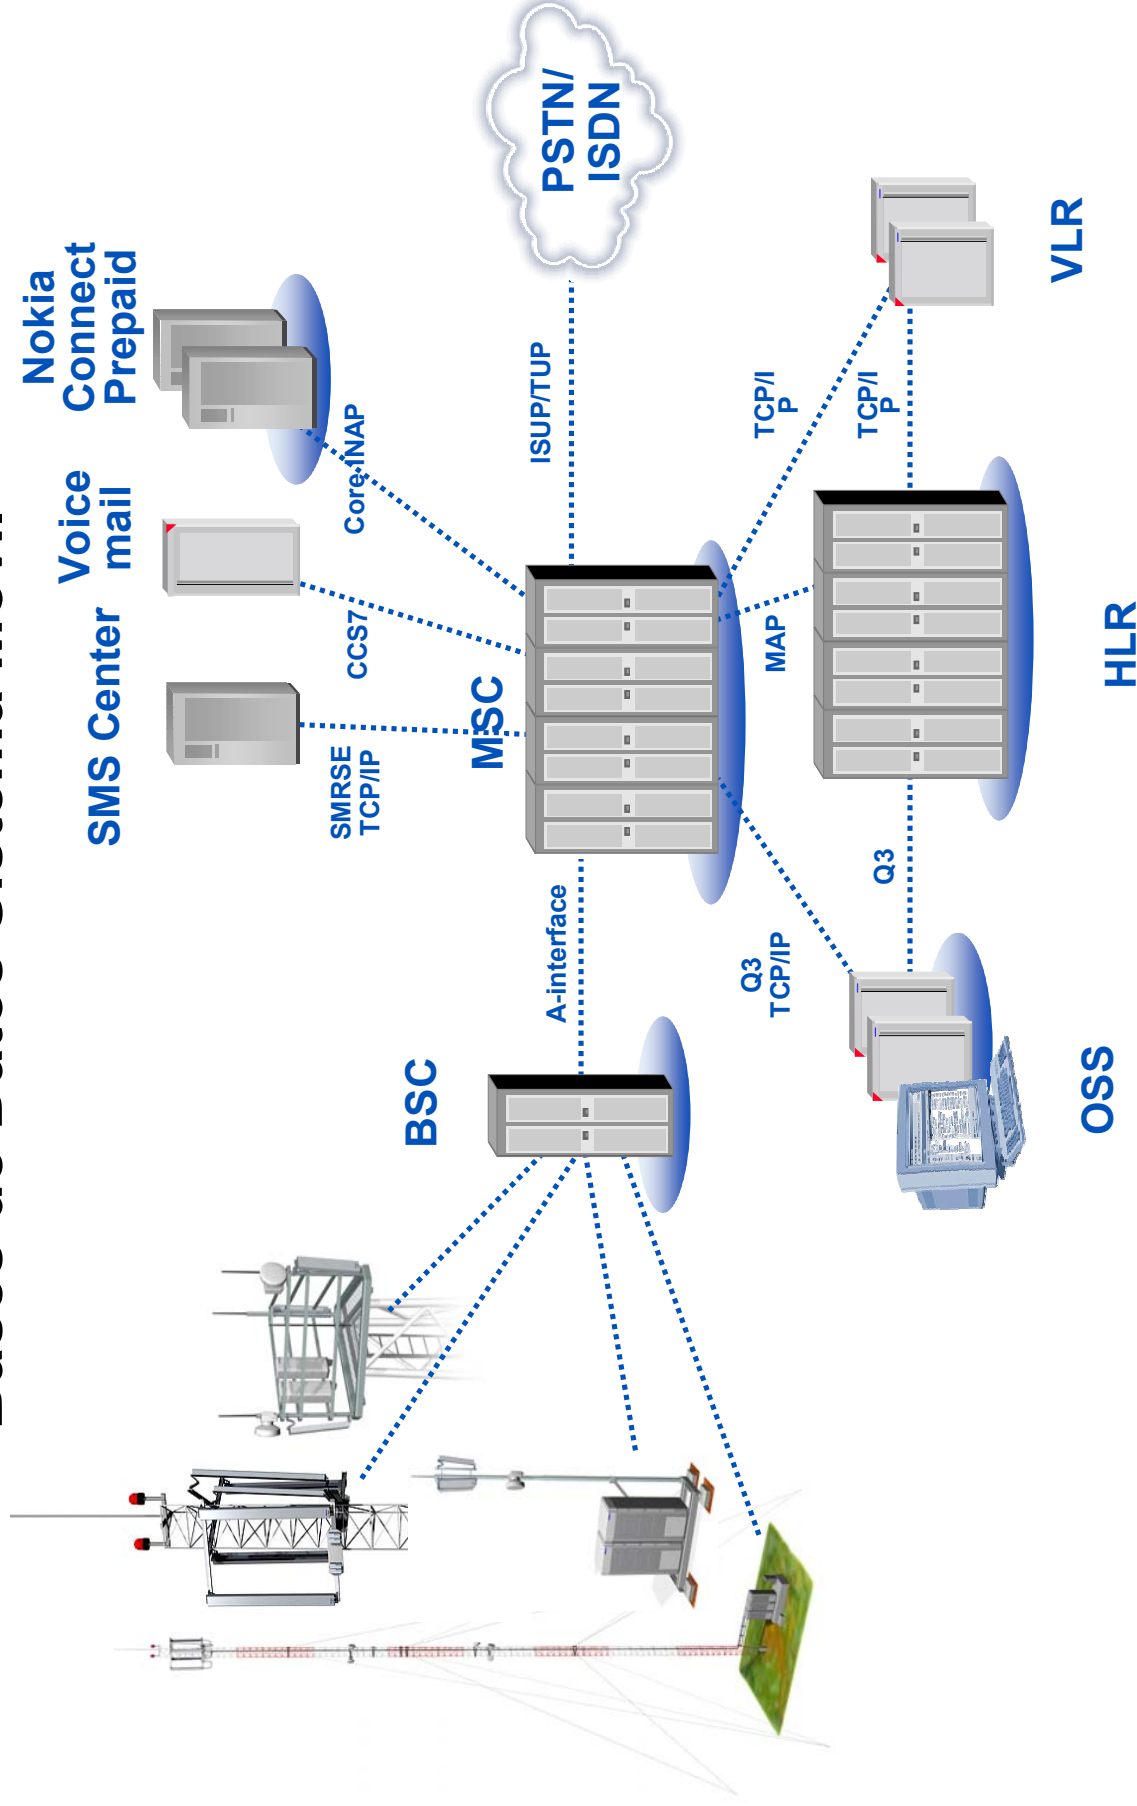 Nokia
Connect
Prepaid
Voice
mail
SMS Center
Core INAP
CCS7
SMRSE
TCP/IP
PSTN/
ISDN
ISUP/TUP
MSC
A-interface
BSC
TCP/I
P
TCP/I
P
MAP
Q3
TCP/IP
Q3
VLR
HLR
OSS